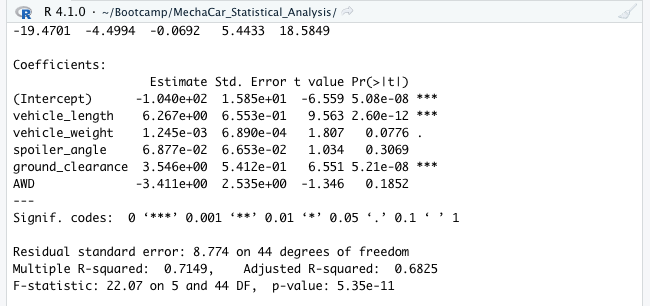 R 4.1.0 · ~/Bootcamp/MechaCar_Statistical_Analysis/
-19.4701 -4.4994 -0.0692 5.4433 18.5849
Coefficients:
Estimate Std. Error t value Pr(>|t|)
(Intercept) -1.040e+02 1.585e+01 -6.559 5.08e-08 ***
vehicle_length 6.267e+00 6.553e-01 9.563 2.60e-12 ***
vehicle_weight 1.245e-03 6.890e-04 1.807 0.0776 .
spoiler_angle 6.877e-02 6.653e-02 1.034 0.3069
ground_clearance 3.546e+00 5.412e-01 6.551 5.21e-08 ***
AWD -3.411e+00 2.535e+00 -1.346 0.1852
---
Signif. codes: 0 ‘***’ 0.001 ‘**’ 0.01 ‘*’ 0.05 ‘.’ 0.1 ‘ ’ 1
Residual standard error: 8.774 on 44 degrees of freedom
Multiple R-squared: 0.7149, Adjusted R-squared: 0.6825
F-statistic: 22.07 on 5 and 44 DF, p-value: 5.35e-11